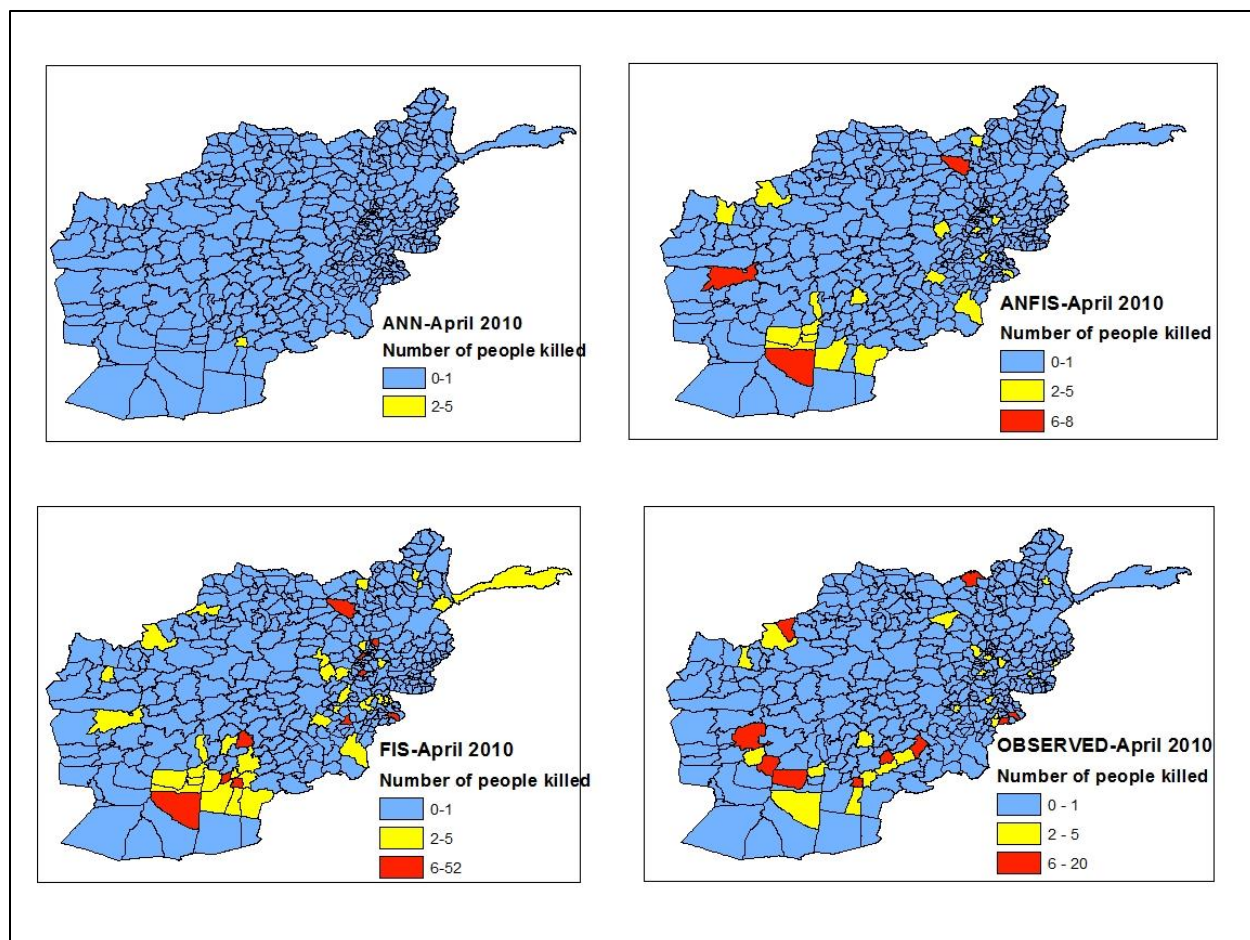 ANN-April 2010
Number of people killed
0-1
2-5
ANFIS-April 2010
Number of people killed
0-1
2-5
6-8
FIS-April 2010
Number of people killed
0-1
2-5
6-52
OBSERVED-April 2010
Number of people killed
0 - 1
2 - 5
6 - 20